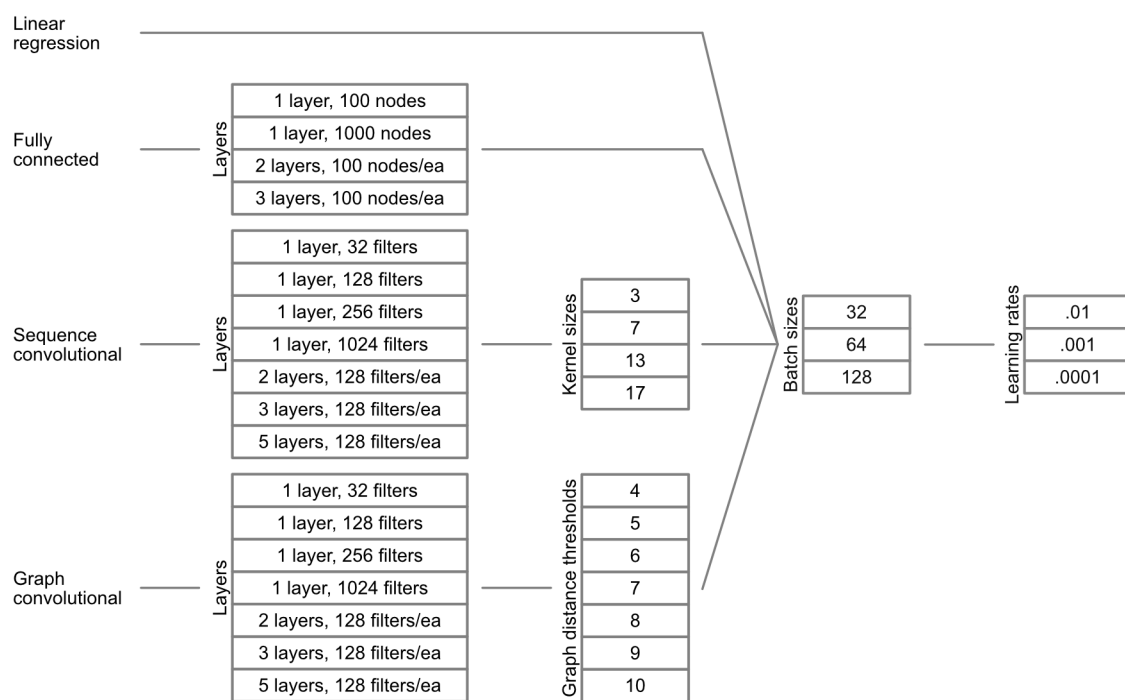 Linear
regression
Fully
connected
Layers
1 layer, 100 nodes
1 layer, 1000 nodes
2 layers, 100 nodes/ea
3 layers, 100 nodes/ea
Sequence
convolutional
Layers
1 layer, 32 filters
1 layer, 128 filters
1 layer, 256 filters
1 layer, 1024 filters
2 layers, 128 filters/ea
3 layers, 128 filters/ea
5 layers, 128 filters/ea
Kernel sizes
3
7
13
17
Graph
convolutional
Layers
1 layer, 32 filters
1 layer, 128 filters
1 layer, 256 filters
1 layer, 1024 filters
2 layers, 128 filters/ea
3 layers, 128 filters/ea
5 layers, 128 filters/ea
Graph distance thresholds
4
5
6
7
8
9
10
Batch sizes
32
64
128
Learning rates
.01
.001
.0001